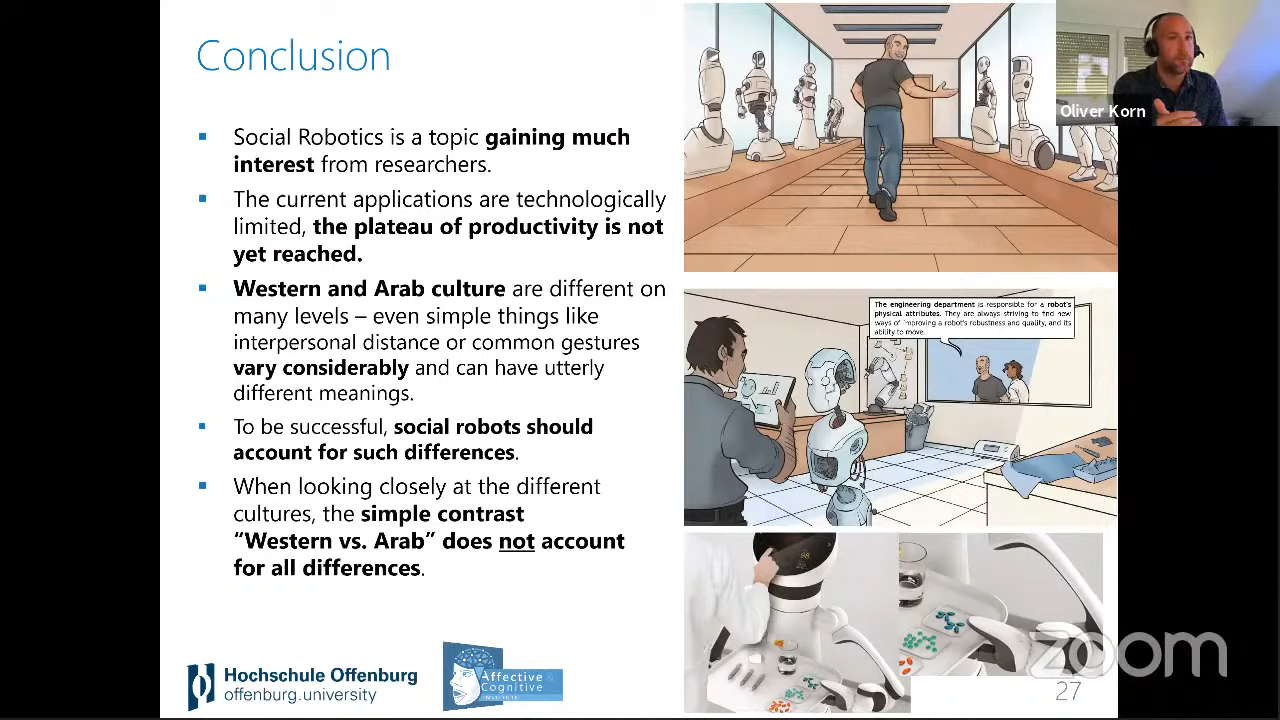 Conclusion
Social Robotics is a topic gaining much
interest from researchers.
The current applications are technologically
limited, the plateau of productivity is not
yet reached.
Western and Arab culture are different on
many levels – even simple things like
interpersonal distance or common gestures
vary considerably and can have utterly
different meanings.
To be successful, social robots should
account for such differences.
When looking closely at the different
cultures, the simple contrast
“Western vs. Arab” does not account
for all differences.
Oliver Korn
The engineering department is responsible for a robot's
physical attributes. They are always striving to find new
ways of improving a robot's robustness and quality, and its
ability to move.
Hochschule Offenburg
offenburg.university
Affective &
Cognitive
INSTITUTE
zoom
27